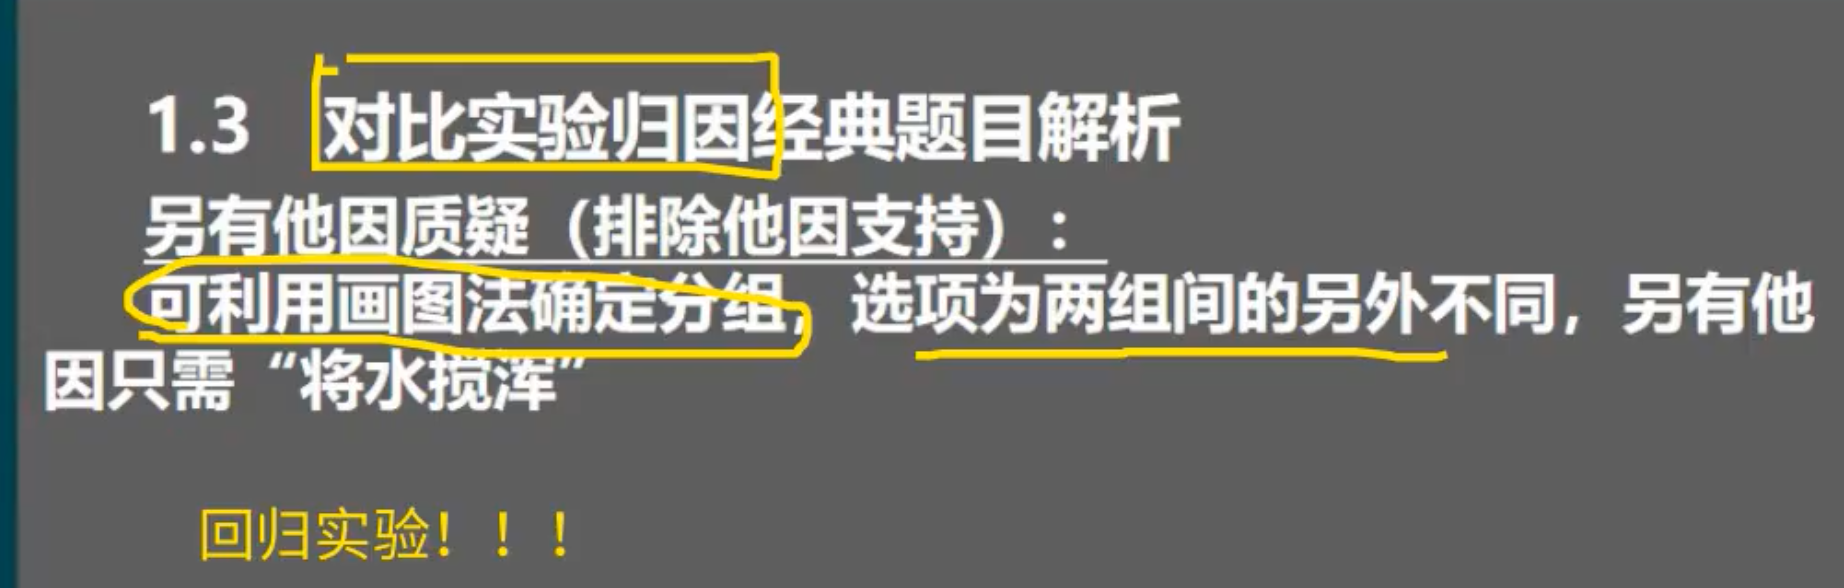 1.3 对比实验归因经典题目解析
另有他因质疑（排除他因支持）：
可利用画图法确定分组，选项为两组间的另外不同，另有他
因只需“将水搅浑”
回归实验！！！